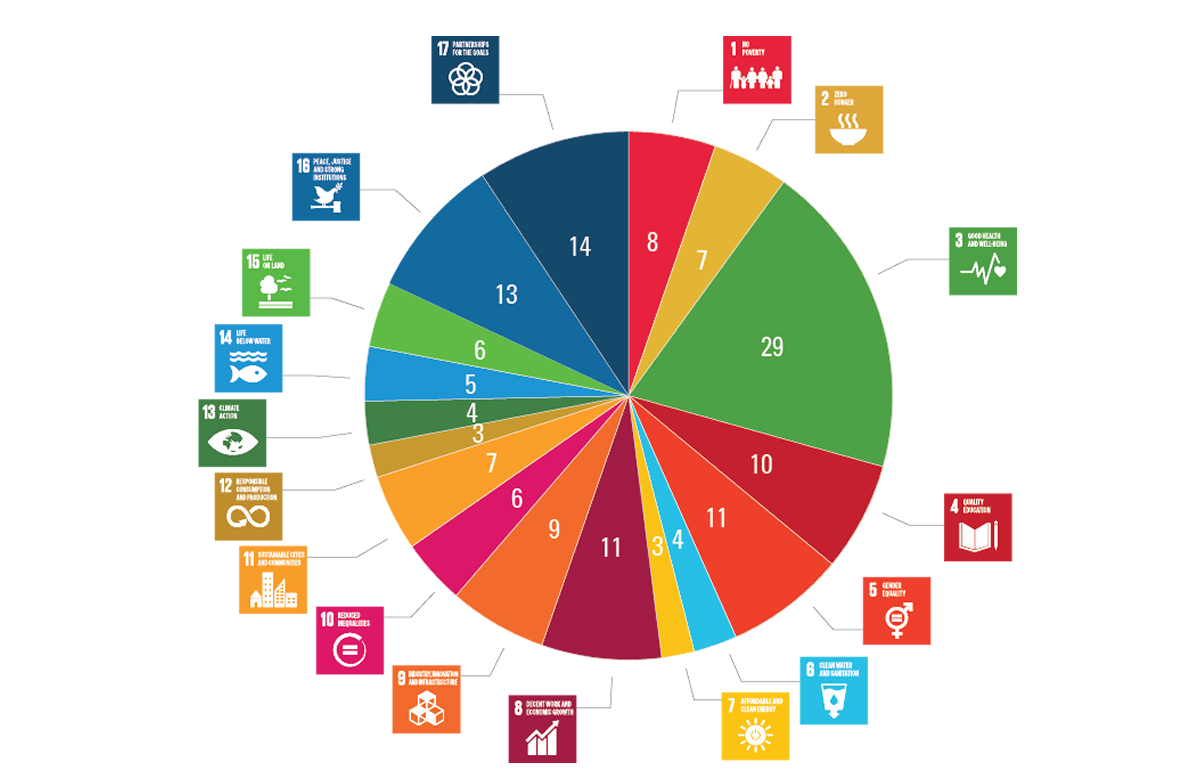 17 PARTNERSHIPS
FOR THE GOALS
1 NO
POVERTY
2 ZERO
HUNGER
16 PEACE, JUSTICE
AND STRONG
INSTITUTIONS
3 GOOD HEALTH
AND WELL-BEING
15 LIFE
ON LAND
14 LIFE
BELOW WATER
13 CLIMATE
ACTION
12 RESPONSIBLE
CONSUMPTION
AND PRODUCTION
4 QUALITY
EDUCATION
11 SUSTAINABLE CITIES
AND COMMUNITIES
5 GENDER
EQUALITY
10 REDUCED
INEQUALITIES
6 CLEAN WATER
AND SANITATION
9 INDUSTRY, INNOVATION
AND INFRASTRUCTURE
7 AFFORDABLE AND
CLEAN ENERGY
8 DECENT WORK AND
ECONOMIC GROWTH
8
7
29
10
11
4
3
11
9
6
7
3
4
5
6
13
14